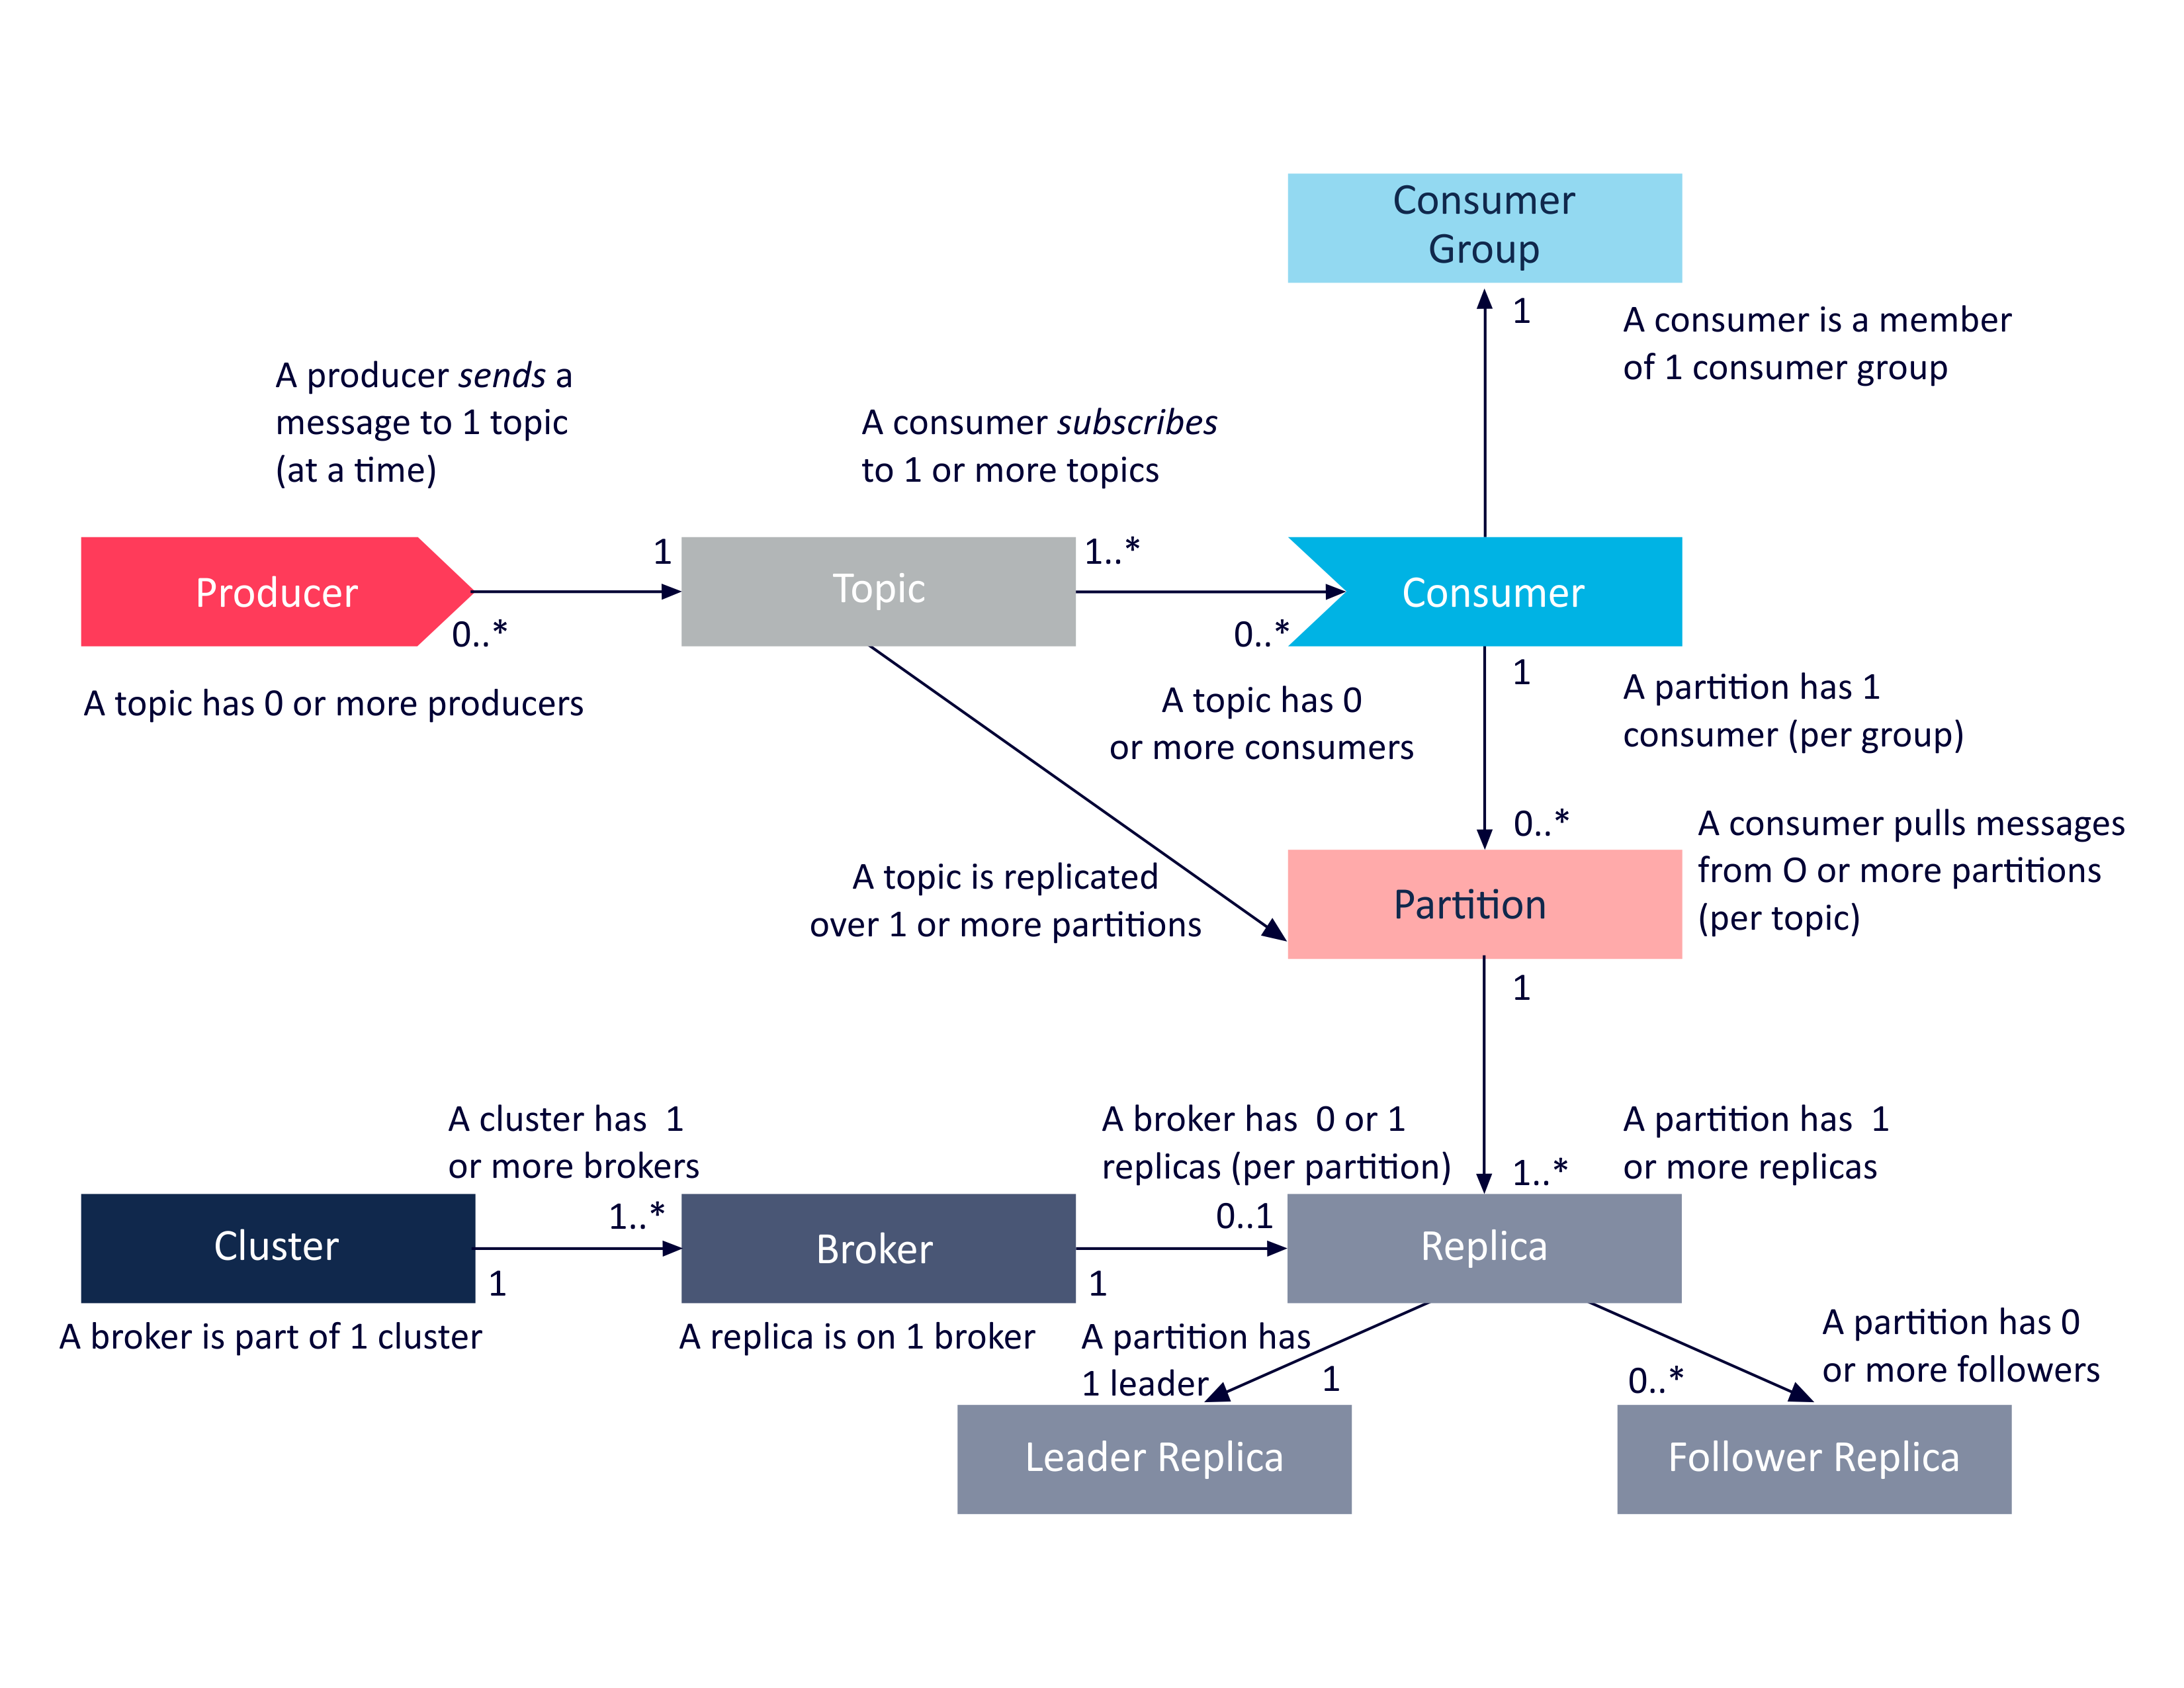 Consumer
Group
1
A consumer is a member
of 1 consumer group
A producer sends a
message to 1 topic
(at a time)
A consumer subscribes
to 1 or more topics
Producer
1
0..*
Topic
1..*
0..*
Consumer
A topic has 0 or more producers
A topic has 0
or more consumers
1
A partition has 1
consumer (per group)
0..*
A consumer pulls messages
from O or more partitions
(per topic)
A topic is replicated
over 1 or more partitions
Partition
1
A cluster has 1
or more brokers
A broker has 0 or 1
replicas (per partition)
1..*
A partition has 1
or more replicas
Cluster
1..*
1
Broker
0..1
1
Replica
A broker is part of 1 cluster
A replica is on 1 broker
A partition has
1 leader
1
0..*
A partition has 0
or more followers
Leader Replica
Follower Replica